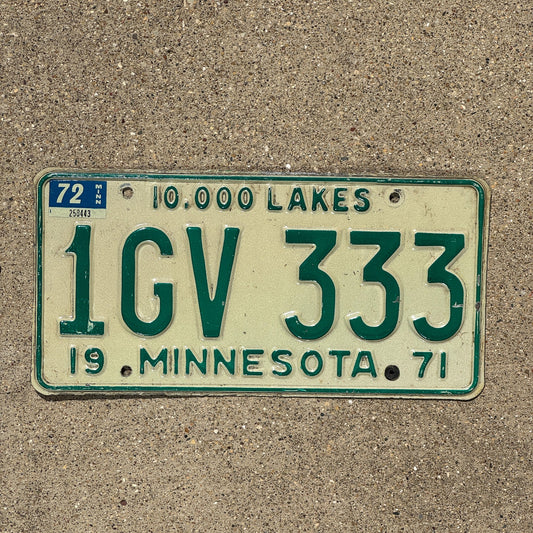 72 MINN
250443
10.000 LAKES
1GV 333
19 MINNESOTA 71